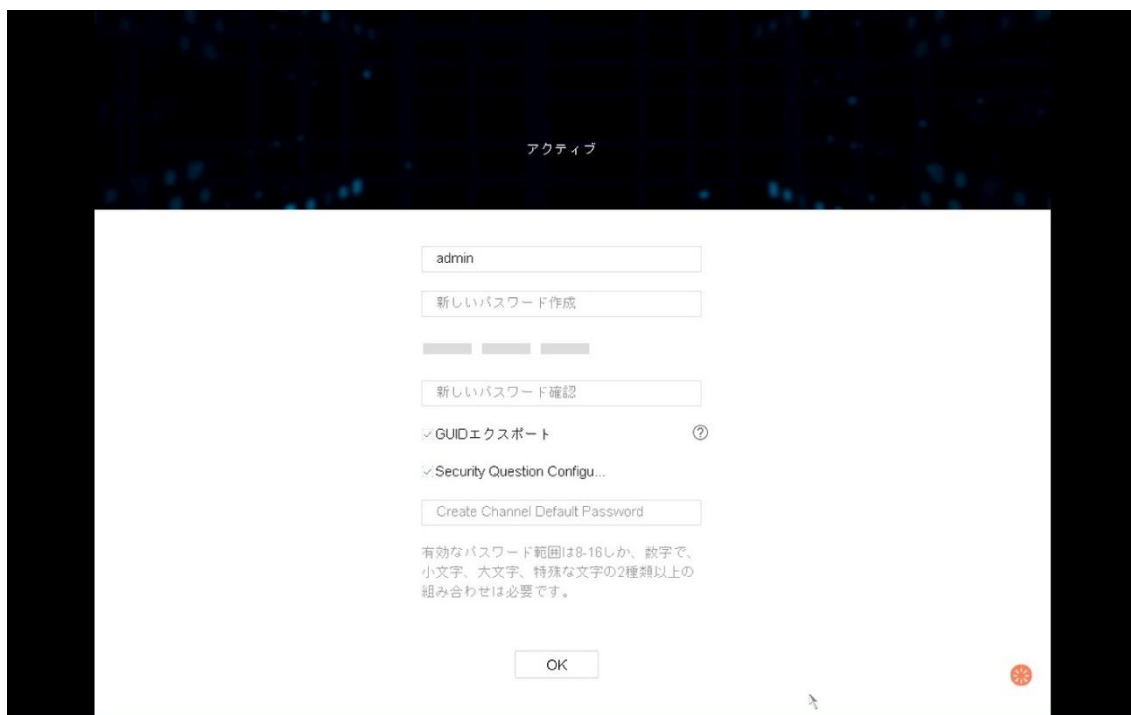 アクティブ
admin
新しいパスワード作成
新しいパスワード確認
GUIDエクスポート
Security Question Configu...
Create Channel Default Password
有効なパスワード範囲は8-16しか、数字で、
小文字、大文字、特殊な文字の2種類以上の
組み合わせは必要です。
OK